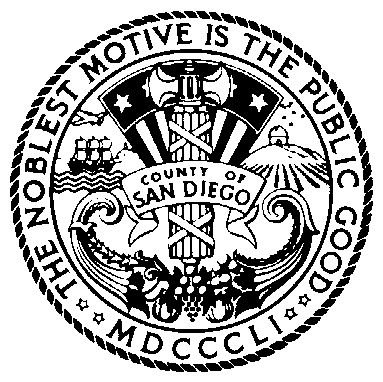 THE NOBLEST MOTIVE IS THE PUBLIC GOOD
COUNTY OF
SAN DIEGO
MDCCCLI